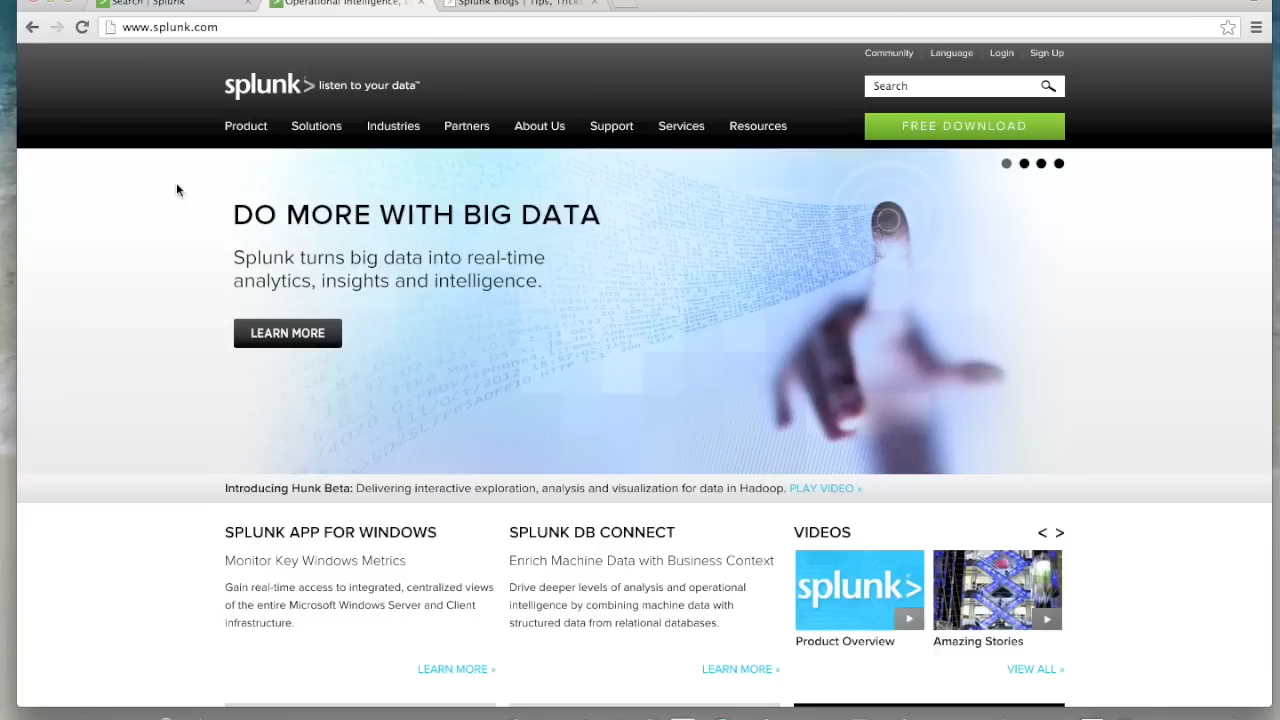 Search | Splunk
Operational Intelligence,
Splunk Blogs | Tips, Trick
www.splunk.com
Community
Language
Login
Sign Up
splunk> listen to your data™
Search
Product
Solutions
Industries
Partners
About Us
Support
Services
Resources
FREE DOWNLOAD
DO MORE WITH BIG DATA
Splunk turns big data into real-time
analytics, insights and intelligence.
LEARN MORE
Introducing Hunk Beta: Delivering interactive exploration, analysis and visualization for data in Hadoop. PLAY VIDEO »
SPLUNK APP FOR WINDOWS
Monitor Key Windows Metrics
Gain real-time access to integrated, centralized views
of the entire Microsoft Windows Server and Client
infrastructure.
LEARN MORE »
SPLUNK DB CONNECT
Enrich Machine Data with Business Context
Drive deeper levels of analysis and operational
intelligence by combining machine data with
structured data from relational databases.
LEARN MORE »
VIDEOS
< >
splunk>
Product Overview
Amazing Stories
VIEW ALL »